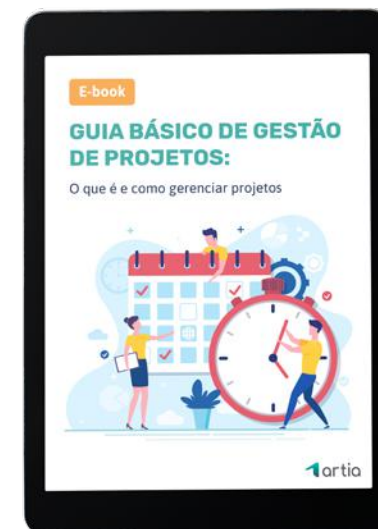 E-book
GUIA BÁSICO DE GESTÃO
DE PROJETOS:
O que é e como gerenciar projetos
artia